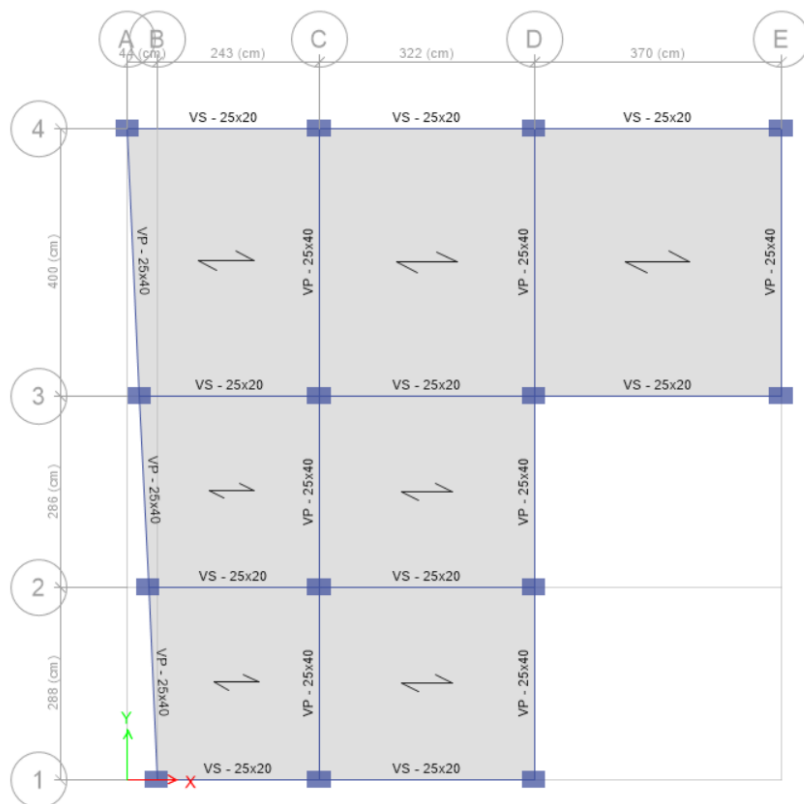 A B C D E
44 (cm) 243 (cm) 322 (cm) 370 (cm)
VS - 25x20 VS - 25x20 VS - 25x20
4
400 (cm)
VP - 25x40 VP - 25x40 VP - 25x40 VP - 25x40
VS - 25x20 VS - 25x20 VS - 25x20
3
286 (cm)
VP - 25x40 VP - 25x40 VP - 25x40
VS - 25x20 VS - 25x20
2
288 (cm)
VP - 25x40 VP - 25x40 VP - 25x40
Y
VS - 25x20 VS - 25x20
1
X